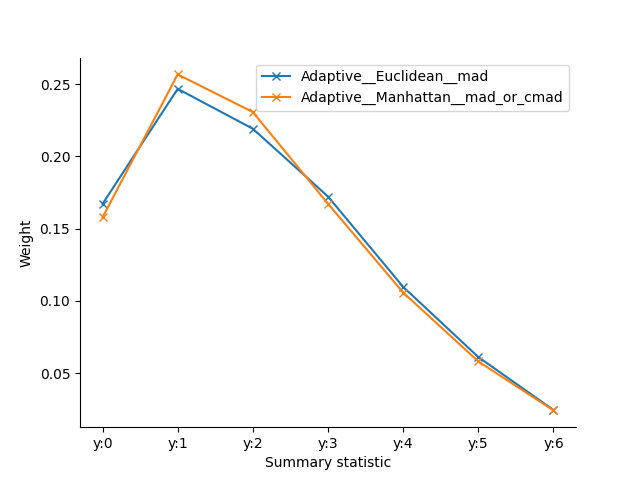 Adaptive__Euclidean__mad
Adaptive__Manhattan__mad_or_cmad
0.25
0.20
0.15
0.10
0.05
Weight
y:0 y:1 y:2 y:3 y:4 y:5 y:6
Summary statistic